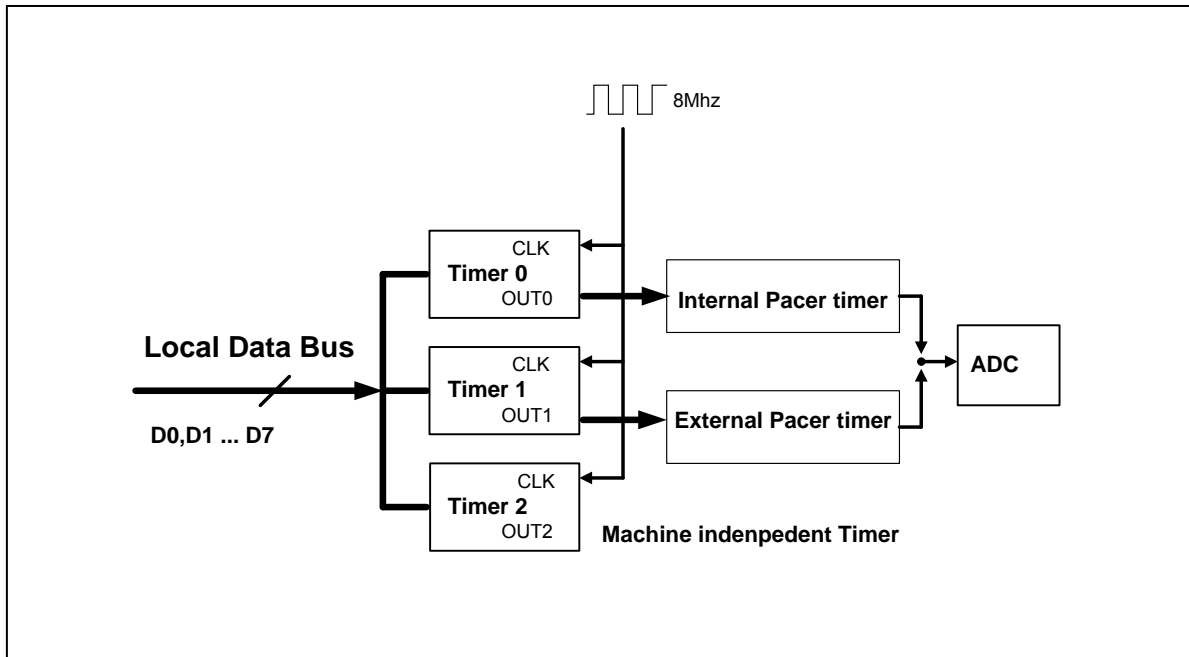 8Mhz
CLK
Timer 0
OUT0
Internal Pacer timer
Local Data Bus
D0,D1 ... D7
CLK
Timer 1
OUT1
External Pacer timer
ADC
CLK
Timer 2
OUT2
Machine indenpedent Timer